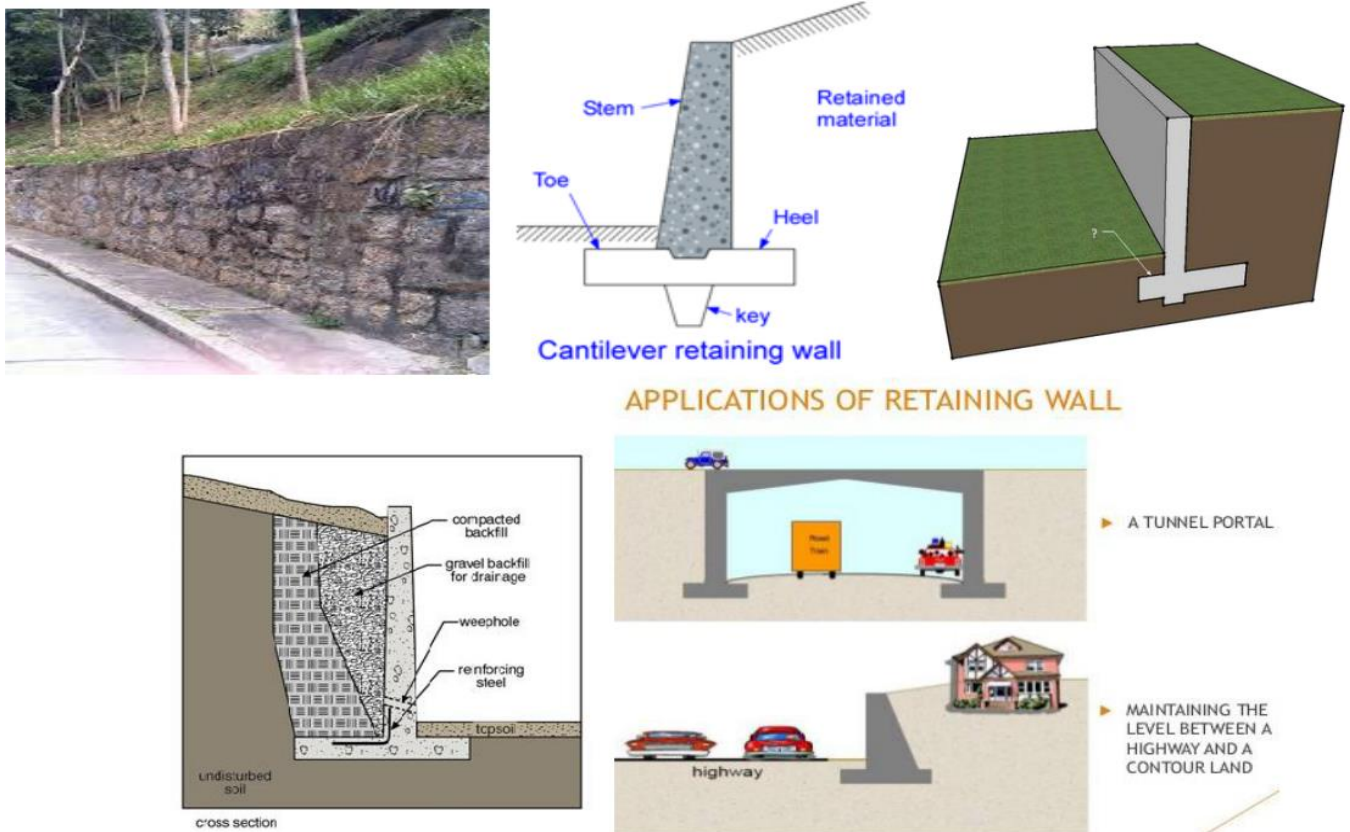 Stem
Retained
material
Toe
Heel
key
Cantilever retaining wall
?
APPLICATIONS OF RETAINING WALL
compacted
backfill
gravel backfill
for drainage
weephole
reinforcing
steel
topsoil
undisturbed
soil
cross section
Road
Train
A TUNNEL PORTAL
highway
MAINTAINING THE
LEVEL BETWEEN A
HIGHWAY AND A
CONTOUR LAND